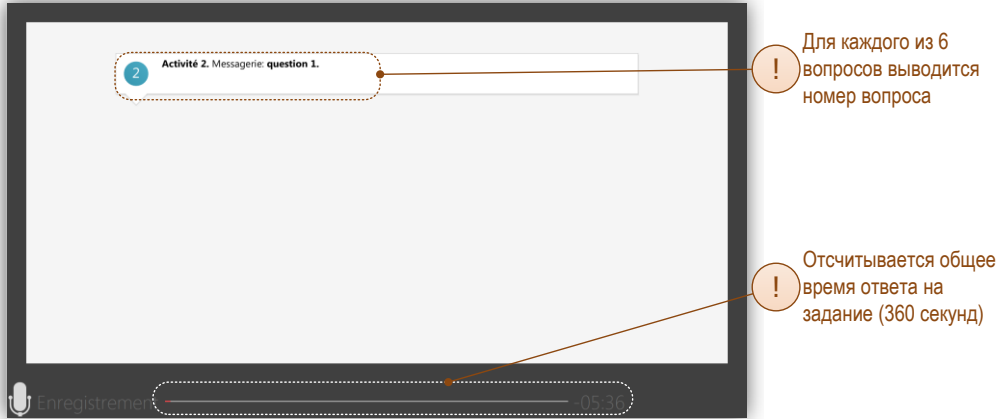 2
Activité 2. Messagerie: question 1.
!
Для каждого из 6
вопросов выводится
номер вопроса
!
Отсчитывается общее
время ответа на
задание (360 секунд)
Enregistrement
-05:36